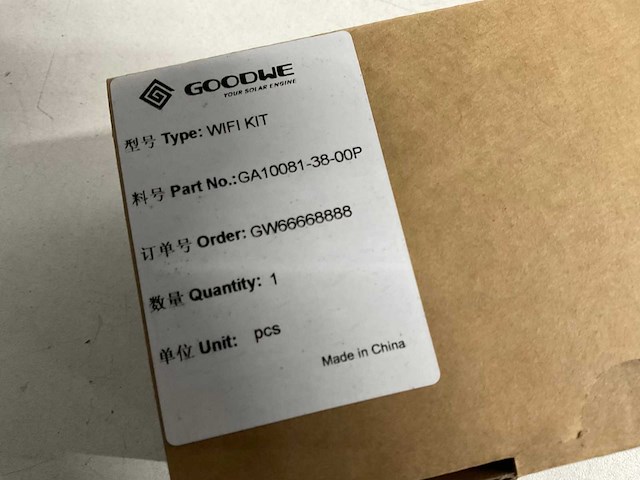 GOODWE
YOUR SOLAR ENGINE
型号 Type: WIFI KIT
料号 Part No.:GA10081-38-00P
订单号 Order: GW66668888
数量 Quantity: 1
单位 Unit: pcs
Made in China